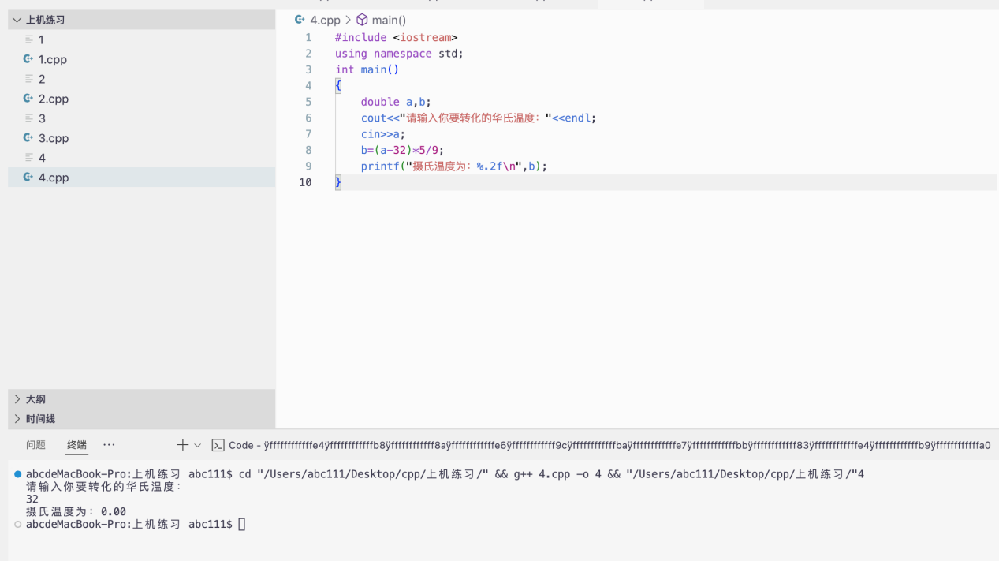 上机练习
1
1.cpp
2
2.cpp
3
3.cpp
4
4.cpp
大纲
时间线
4.cpp > main()
1 #include <iostream>
2 using namespace std;
3 int main()
4 {
5 double a,b;
6 cout<<"请输入你要转化的华氏温度："<<endl;
7 cin>>a;
8 b=(a-32)*5/9;
9 printf("摄氏温度为：%.2f\n",b);
10 }
问题 终端 ··· Code - ÿfffffffffffe4ÿffffffffffffb8ÿffffffffffff8aÿfffffffffffe6ÿffffffffffff9cÿffffffffffffbaÿfffffffffffe7ÿffffffffffffbbÿffffffffffff83ÿfffffffffffe4ÿffffffffffffb9ÿffffffffffffa0
abcdeMacBook-Pro:上机练习 abc111$ cd "/Users/abc111/Desktop/cpp/上机练习/" && g++ 4.cpp -o 4 && "/Users/abc111/Desktop/cpp/上机练习/"4
请输入你要转化的华氏温度：
32
摄氏温度为：0.00
abcdeMacBook-Pro:上机练习 abc111$